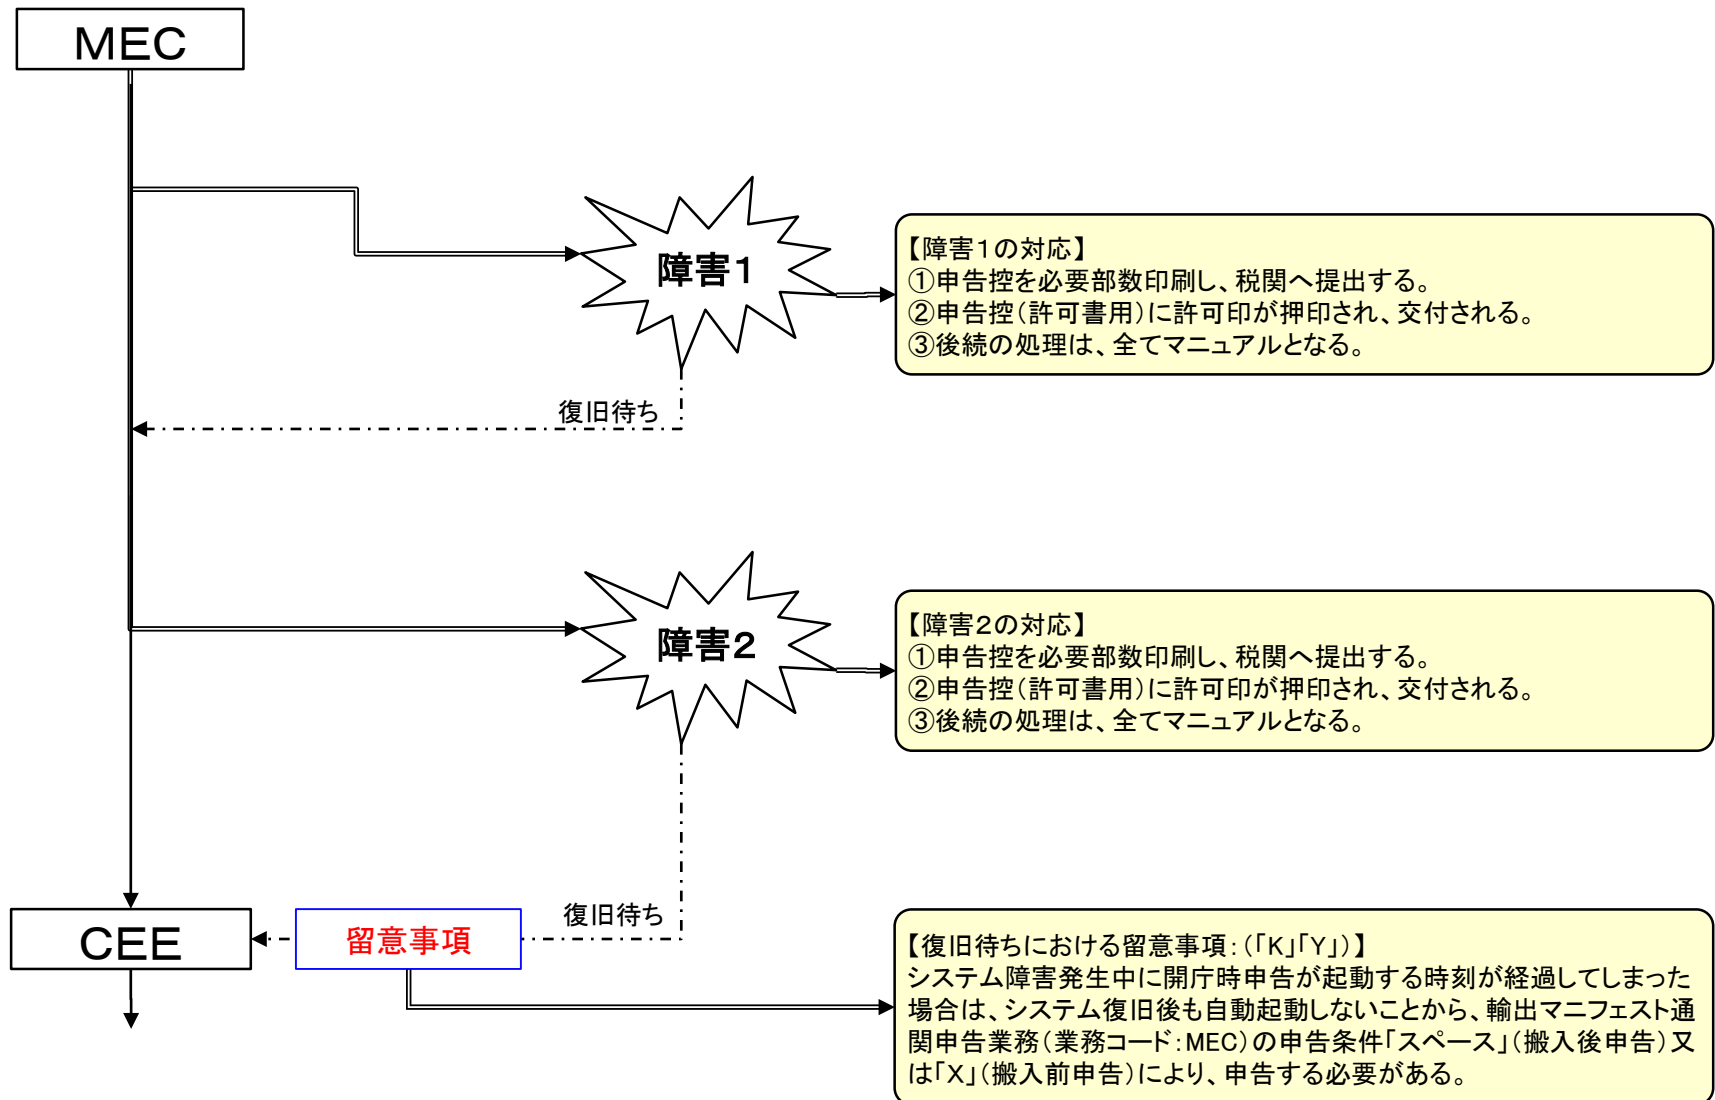 MEC
障害1
【障害1の対応】
①申告控を必要部数印刷し、税関へ提出する。
②申告控(許可書用)に許可印が押印され、交付される。
③後続の処理は、全てマニュアルとなる。
復旧待ち
障害2
【障害2の対応】
①申告控を必要部数印刷し、税関へ提出する。
②申告控(許可書用)に許可印が押印され、交付される。
③後続の処理は、全てマニュアルとなる。
復旧待ち
CEE
留意事項
【復旧待ちにおける留意事項:(「K」「Y」)】
システム障害発生中に開庁時申告が起動する時刻が経過してしまった
場合は、システム復旧後も自動起動しないことから、輸出マニフェスト通
関申告業務(業務コード:MEC)の申告条件「スペース」(搬入後申告)又
は「X」(搬入前申告)により、申告する必要がある。